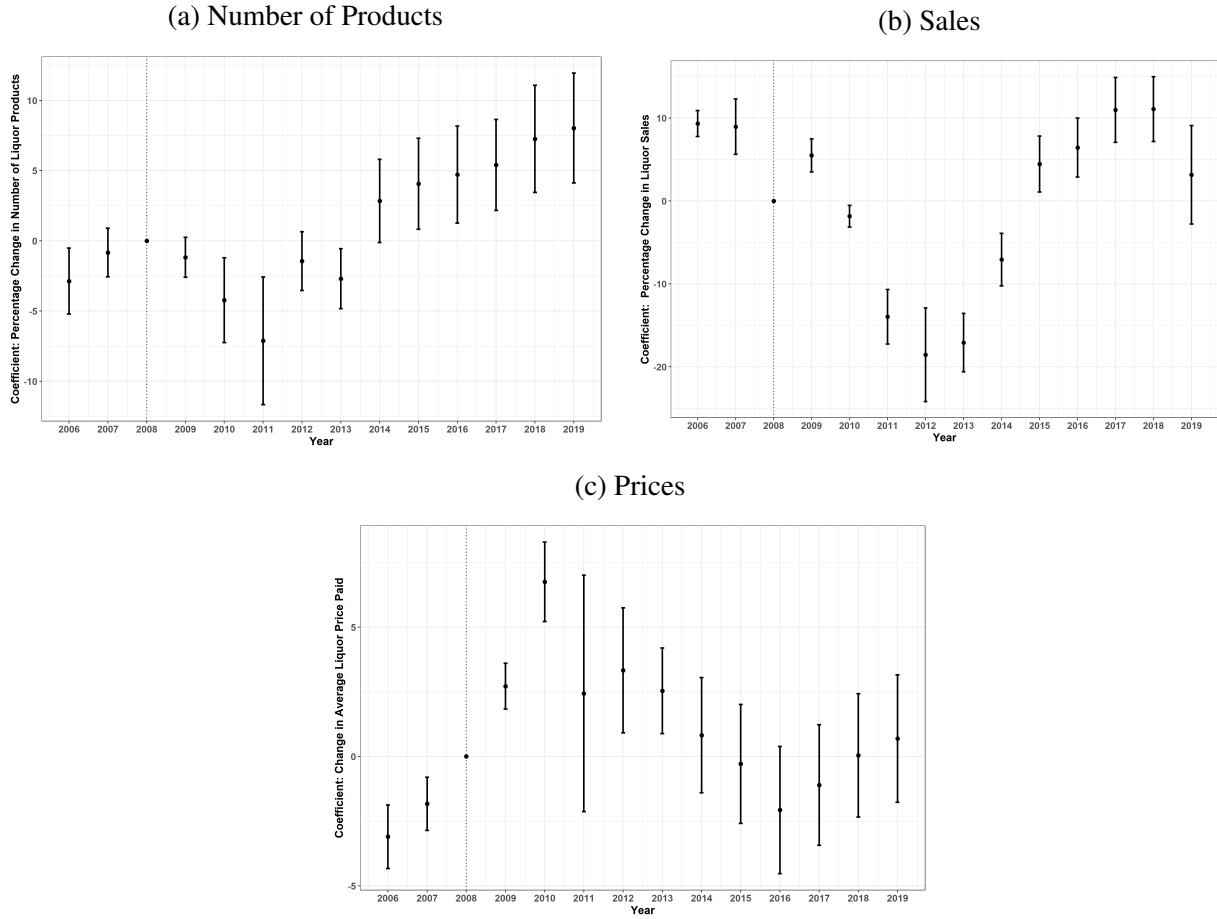 (a) Number of Products
Coefficient: Percentage Change in Number of Liquor Products
10
5
0
-5
-10
2006 2007 2008 2009 2010 2011 2012 2013 2014 2015 2016 2017 2018 2019
Year
(b) Sales
Coefficient: Percentage Change in Liquor Sales
10
0
-10
-20
2006 2007 2008 2009 2010 2011 2012 2013 2014 2015 2016 2017 2018 2019
Year
(c) Prices
Coefficient: Change in Average Liquor Price Paid
5
0
-5
2006 2007 2008 2009 2010 2011 2012 2013 2014 2015 2016 2017 2018 2019
Year